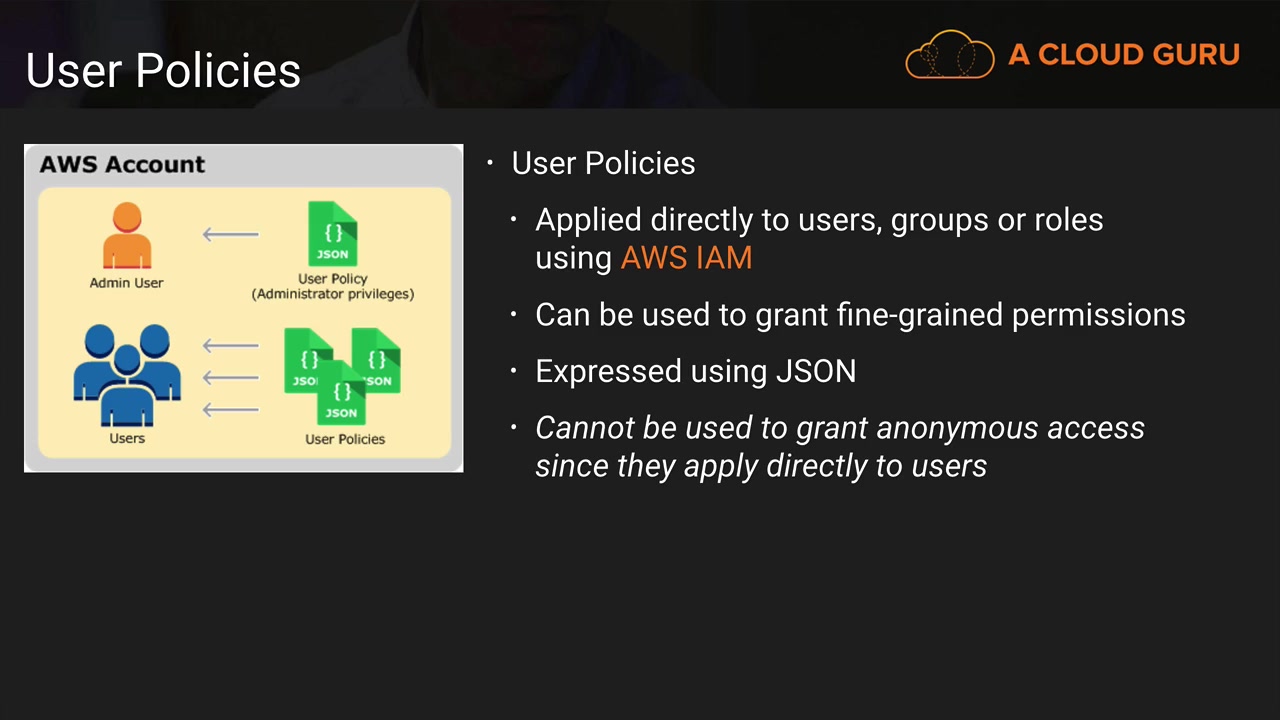 User Policies
A CLOUD GURU
AWS Account
Admin User
{ }
JSON
User Policy
(Administrator privileges)
Users
{ }
JSON
{ }
JSON
{ }
JSON
User Policies
• User Policies
• Applied directly to users, groups or roles
using AWS IAM
• Can be used to grant fine-grained permissions
• Expressed using JSON
• Cannot be used to grant anonymous access
since they apply directly to users